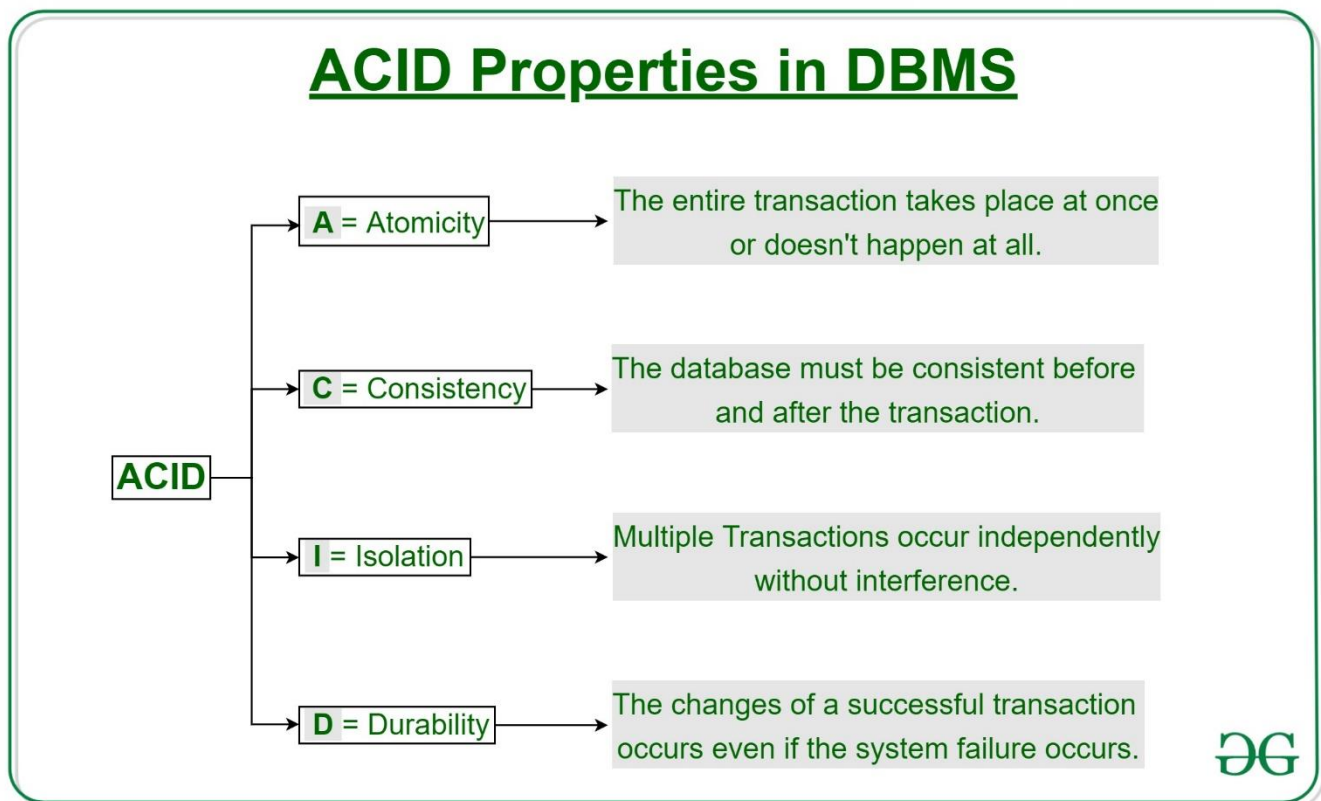 ACID Properties in DBMS
A = Atomicity
The entire transaction takes place at once
or doesn't happen at all.
C = Consistency
The database must be consistent before
and after the transaction.
ACID
I = Isolation
Multiple Transactions occur independently
without interference.
D = Durability
The changes of a successful transaction
occurs even if the system failure occurs.